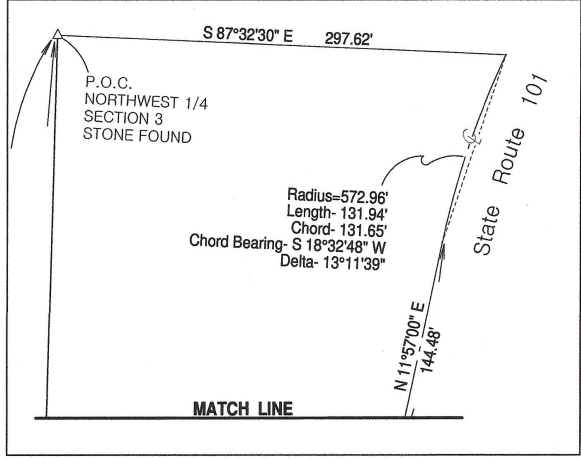 S 87°32'30" E 297.62'
P.O.C.
NORTHWEST 1/4
SECTION 3
STONE FOUND
State Route 101
Radius=572.96'
Length- 131.94'
Chord- 131.65'
Chord Bearing- S 18°32'48" W
Delta- 13°11'39"
N 11°57'00" E
144.48'
MATCH LINE